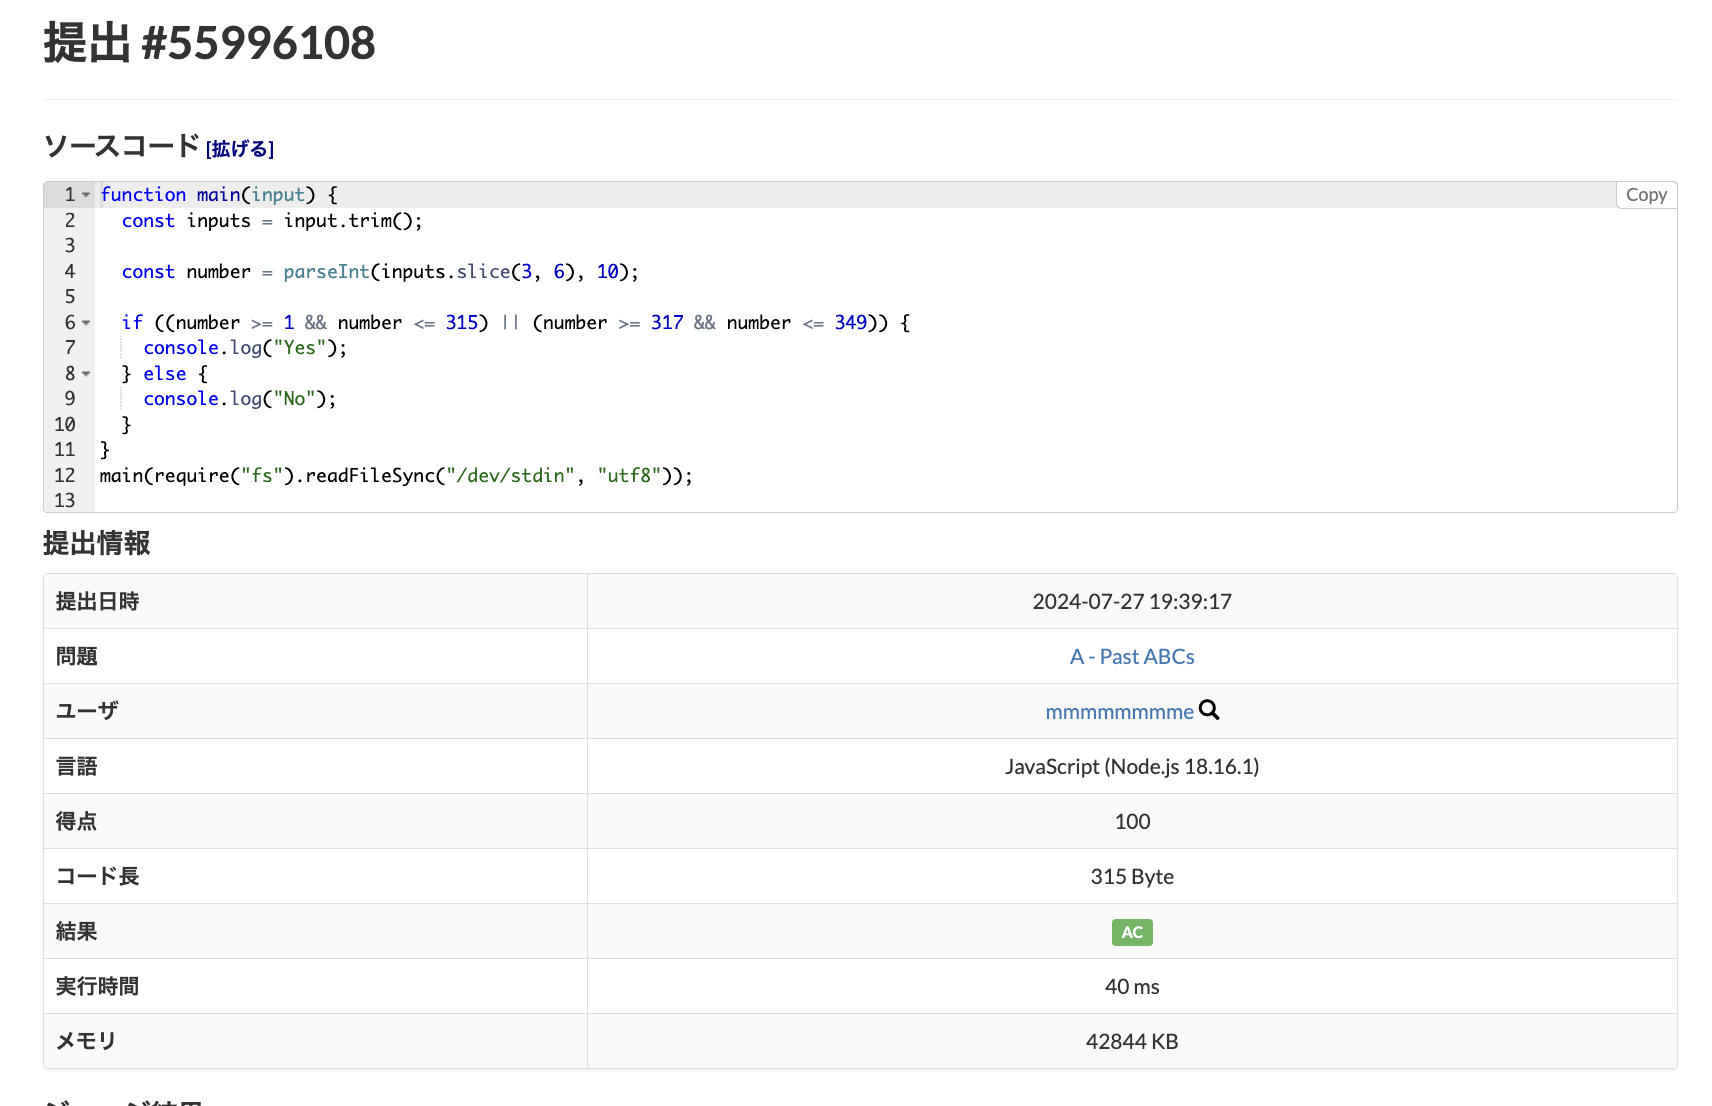 提出 #55996108
ソースコード [拡げる]
Copy
1 function main(input) {
2 const inputs = input.trim();
3
4 const number = parseInt(inputs.slice(3, 6), 10);
5
6 if ((number >= 1 && number <= 315) || (number >= 317 && number <= 349)) {
7 console.log("Yes");
8 } else {
9 console.log("No");
10 }
11 }
12 main(require("fs").readFileSync("/dev/stdin", "utf8"));
13
提出情報
提出日時 2024-07-27 19:39:17
問題 A - Past ABCs
ユーザ mmmmmmmme
言語 JavaScript (Node.js 18.16.1)
得点 100
コード長 315 Byte
結果 AC
実行時間 40 ms
メモリ 42844 KB